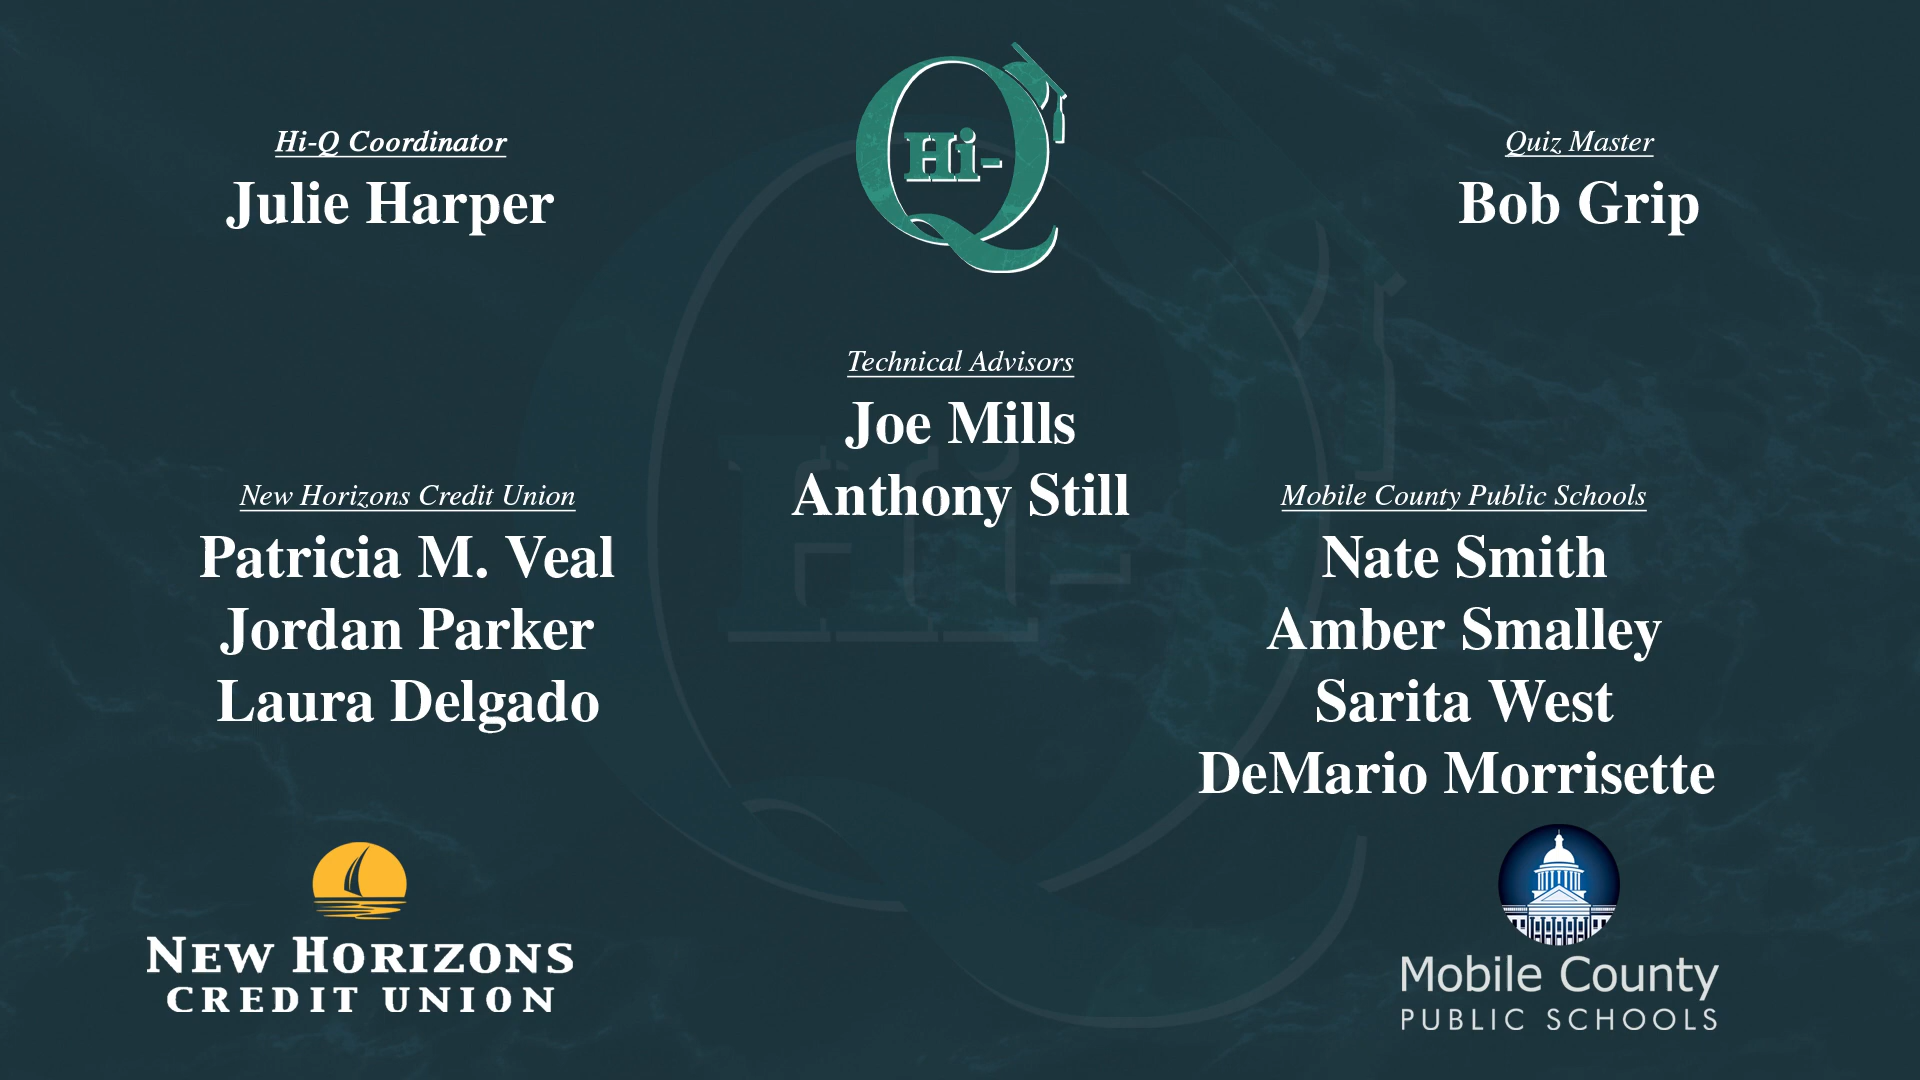 Hi-Q Coordinator
Julie Harper
Hi-Q
Quiz Master
Bob Grip
Technical Advisors
Joe Mills
Anthony Still
New Horizons Credit Union
Patricia M. Veal
Jordan Parker
Laura Delgado
Mobile County Public Schools
Nate Smith
Amber Smalley
Sarita West
DeMario Morrisette
NEW HORIZONS
CREDIT UNION
Mobile County
PUBLIC SCHOOLS